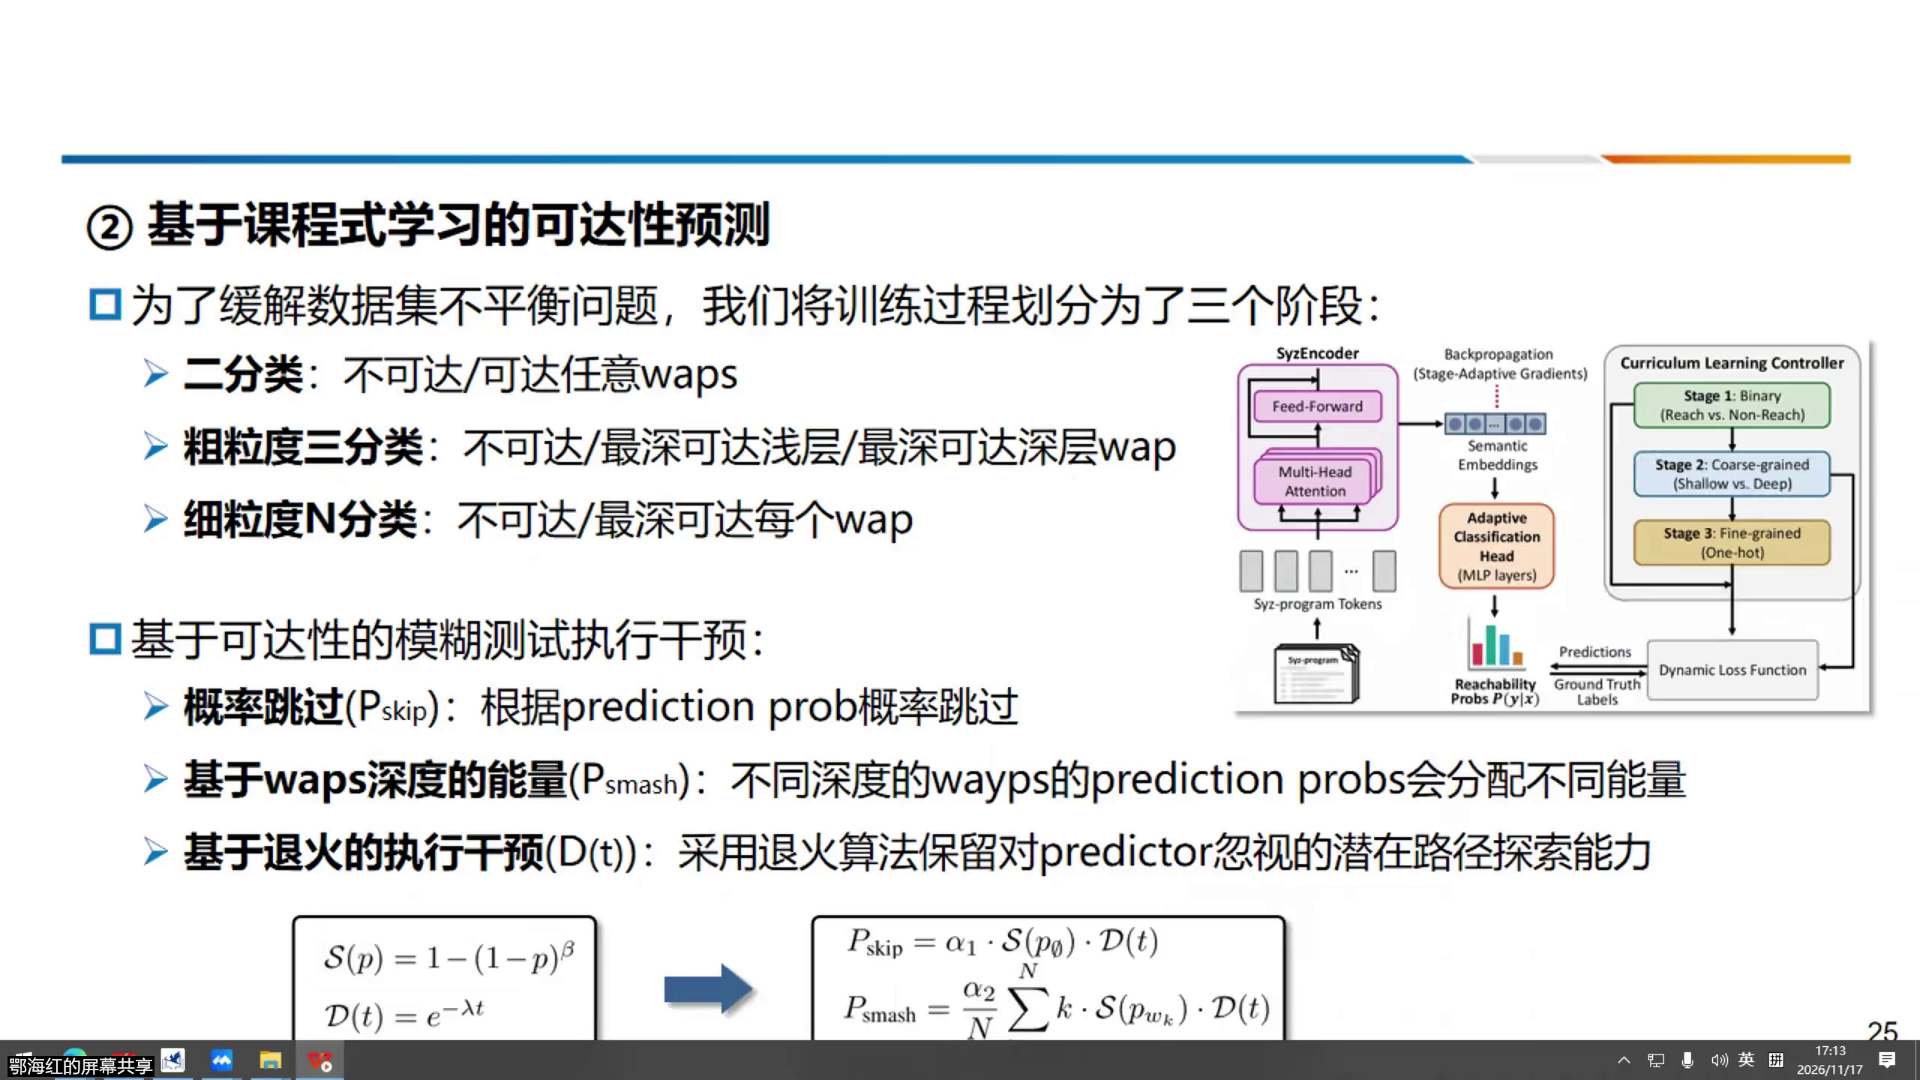 ② 基于课程式学习的可达性预测
为了缓解数据集不平衡问题，我们将训练过程划分为了三个阶段：
二分类：不可达/可达任意waps
粗粒度三分类：不可达/最深可达浅层/最深可达深层wap
细粒度N分类：不可达/最深可达每个wap
SyzEncoder
Feed-Forward
Multi-Head
Attention
...
Syz-program Tokens
Syz-program
Backpropagation
(Stage-Adaptive Gradients)
...
Semantic
Embeddings
Adaptive
Classification
Head
(MLP layers)
Reachability
Probs P(y|x)
Curriculum Learning Controller
Stage 1: Binary
(Reach vs. Non-Reach)
Stage 2: Coarse-grained
(Shallow vs. Deep)
Stage 3: Fine-grained
(One-hot)
Predictions
Ground Truth
Labels
Dynamic Loss Function
基于可达性的模糊测试执行干预：
概率跳过(Pskip)：根据prediction prob概率跳过
基于waps深度的能量(Psmash)：不同深度的wayps的prediction probs会分配不同能量
基于退火的执行干预(D(t))：采用退火算法保留对predictor忽视的潜在路径探索能力
S(p) = 1 − (1 − p)^β
D(t) = e^{−λt}
P_skip = α₁ · S(p_∅) · D(t)
P_smash = α₂/N ∑^N k · S(p_{w_k}) · D(t)
25
鄂海红的屏幕共享
英
拼
17:13
2026/11/17